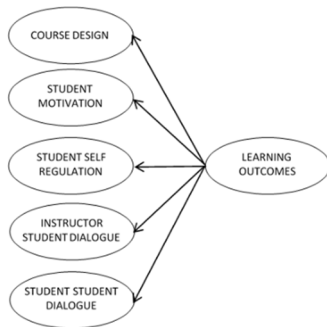 COURSE DESIGN
STUDENT
MOTIVATION
STUDENT SELF
REGULATION
LEARNING
OUTCOMES
INSTRUCTOR
STUDENT DIALOGUE
STUDENT STUDENT
DIALOGUE